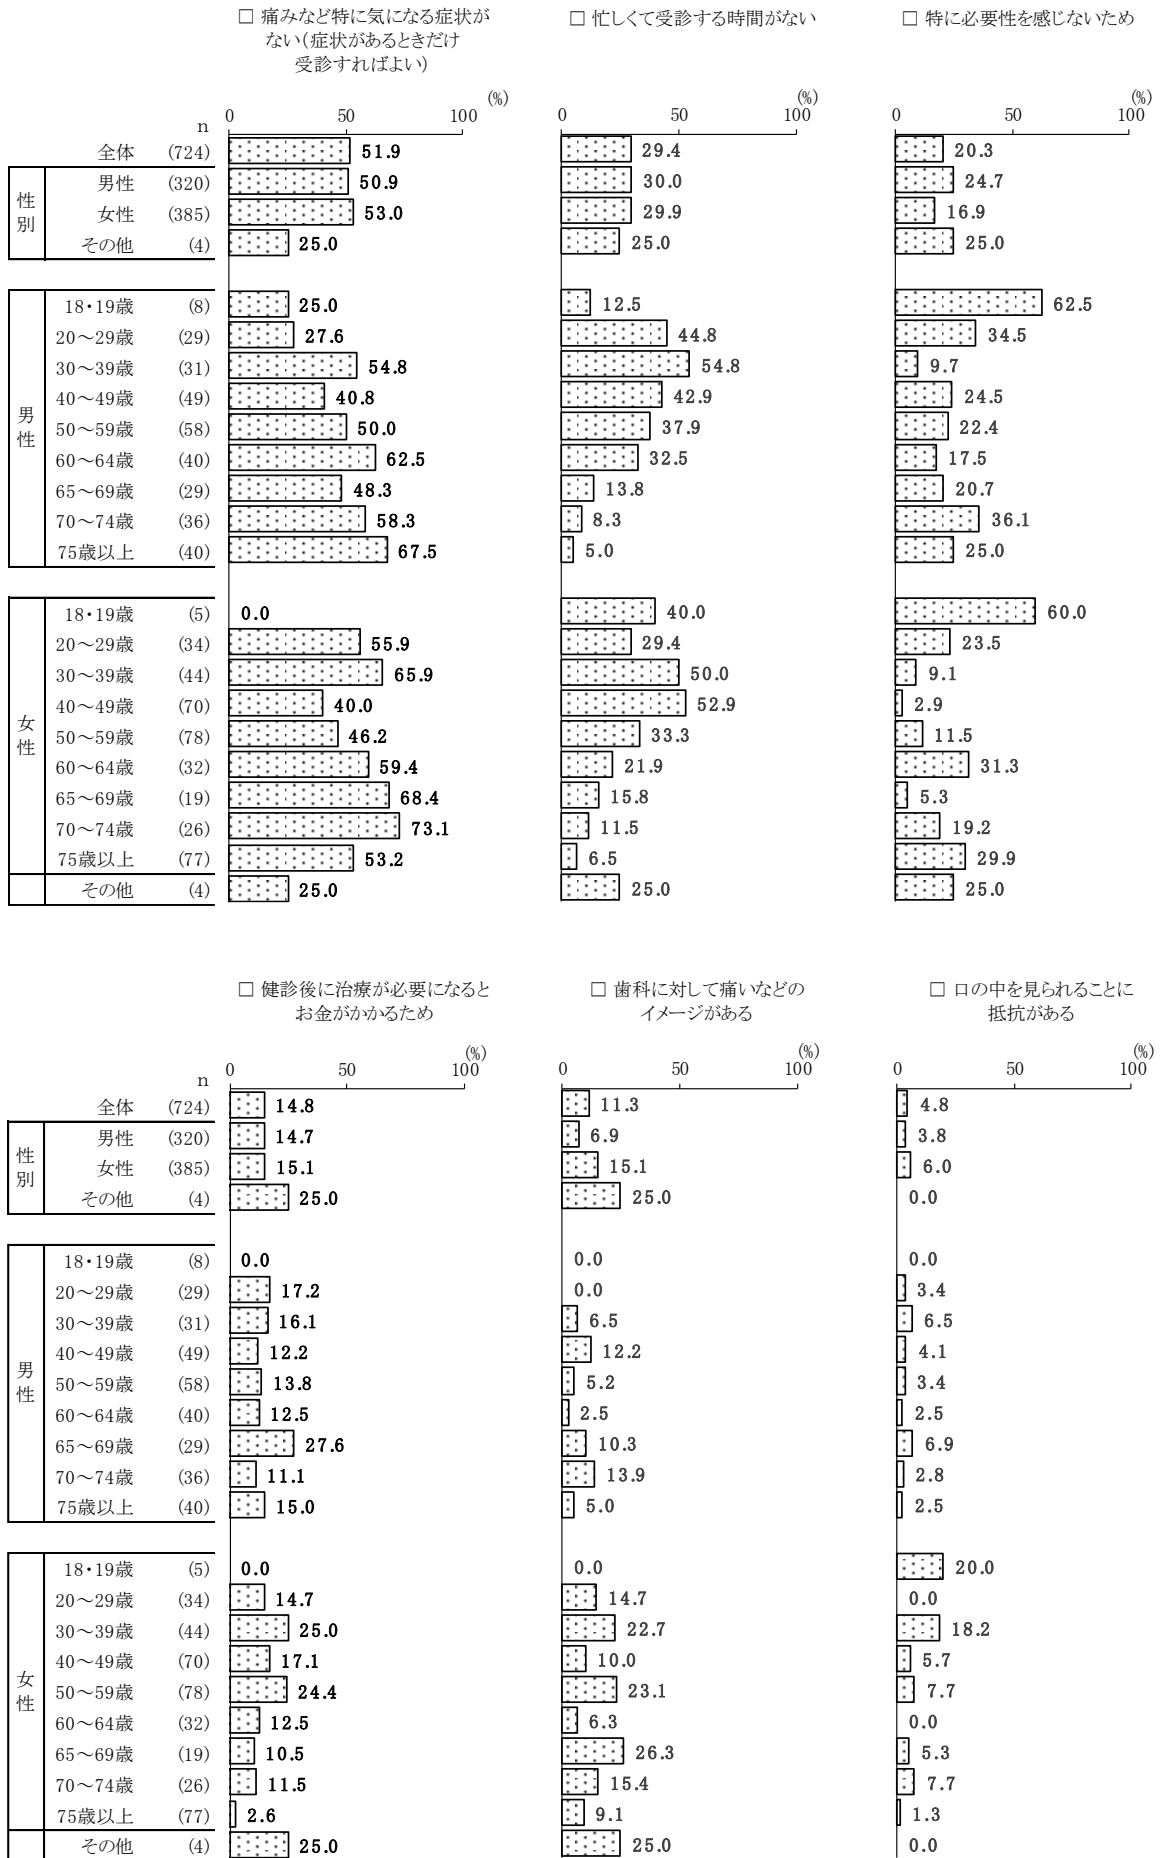 □ 痛みなど特に気になる症状が
ない(症状があるときだけ
受診すればよい)
□ 忙しくて受診する時間がない
□ 特に必要性を感じないため
n 0 50 100 (%) 0 50 100 (%) 0 50 100 (%)
全体 (724) 51.9 29.4 20.3
性別
男性 (320) 50.9 30.0 24.7
女性 (385) 53.0 29.9 16.9
その他 (4) 25.0 25.0 25.0
男性
18・19歳 (8) 25.0 12.5 62.5
20～29歳 (29) 27.6 44.8 34.5
30～39歳 (31) 54.8 54.8 9.7
40～49歳 (49) 40.8 42.9 24.5
50～59歳 (58) 50.0 37.9 22.4
60～64歳 (40) 62.5 32.5 17.5
65～69歳 (29) 48.3 13.8 20.7
70～74歳 (36) 58.3 8.3 36.1
75歳以上 (40) 67.5 5.0 25.0
女性
18・19歳 (5) 0.0 40.0 60.0
20～29歳 (34) 55.9 29.4 23.5
30～39歳 (44) 65.9 50.0 9.1
40～49歳 (70) 40.0 52.9 2.9
50～59歳 (78) 46.2 33.3 11.5
60～64歳 (32) 59.4 21.9 31.3
65～69歳 (19) 68.4 15.8 5.3
70～74歳 (26) 73.1 11.5 19.2
75歳以上 (77) 53.2 6.5 29.9
その他 (4) 25.0 25.0 25.0
□ 健診後に治療が必要になると
お金がかかるため
□ 歯科に対して痛いなどの
イメージがある
□ 口の中を見られることに
抵抗がある
n 0 50 100 (%) 0 50 100 (%) 0 50 100 (%)
全体 (724) 14.8 11.3 4.8
性別
男性 (320) 14.7 6.9 3.8
女性 (385) 15.1 15.1 6.0
その他 (4) 25.0 25.0 0.0
男性
18・19歳 (8) 0.0 0.0 0.0
20～29歳 (29) 17.2 0.0 3.4
30～39歳 (31) 16.1 6.5 6.5
40～49歳 (49) 12.2 12.2 4.1
50～59歳 (58) 13.8 5.2 3.4
60～64歳 (40) 12.5 2.5 2.5
65～69歳 (29) 27.6 10.3 6.9
70～74歳 (36) 11.1 13.9 2.8
75歳以上 (40) 15.0 5.0 2.5
女性
18・19歳 (5) 0.0 0.0 20.0
20～29歳 (34) 14.7 14.7 0.0
30～39歳 (44) 25.0 22.7 18.2
40～49歳 (70) 17.1 10.0 5.7
50～59歳 (78) 24.4 23.1 7.7
60～64歳 (32) 12.5 6.3 0.0
65～69歳 (19) 10.5 26.3 5.3
70～74歳 (26) 11.5 15.4 7.7
75歳以上 (77) 2.6 9.1 1.3
その他 (4) 25.0 25.0 0.0